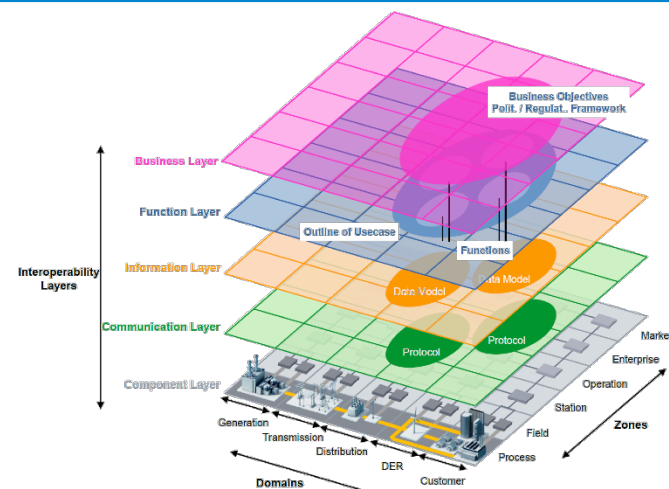 Business Objectives
Polit. / Regulat.. Framework
Business Layer
Function Layer
Outline of Usecase
Functions
Information Layer
Interoperability
Layers
Data Model
Data Model
Communication Layer
Protocol
Protocol
Component Layer
Market
Enterprise
Operation
Station
Field
Process
Zones
Generation
Transmission
Distribution
DER
Customer
Domains